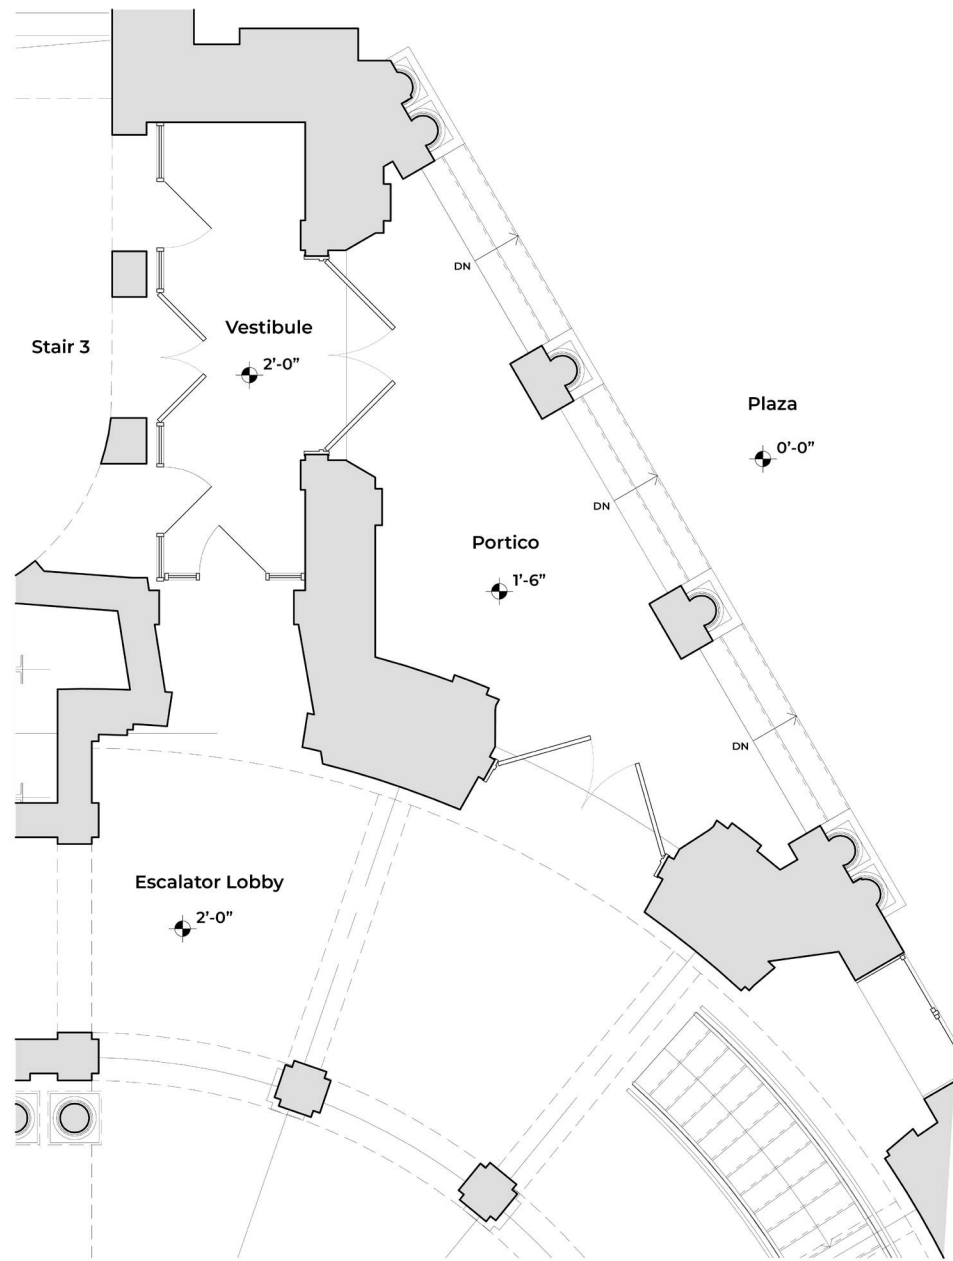 DN
Vestibule
2’-0”
Stair 3
Plaza
0’-0”
DN
Portico
1’-6”
DN
Escalator Lobby
2’-0”